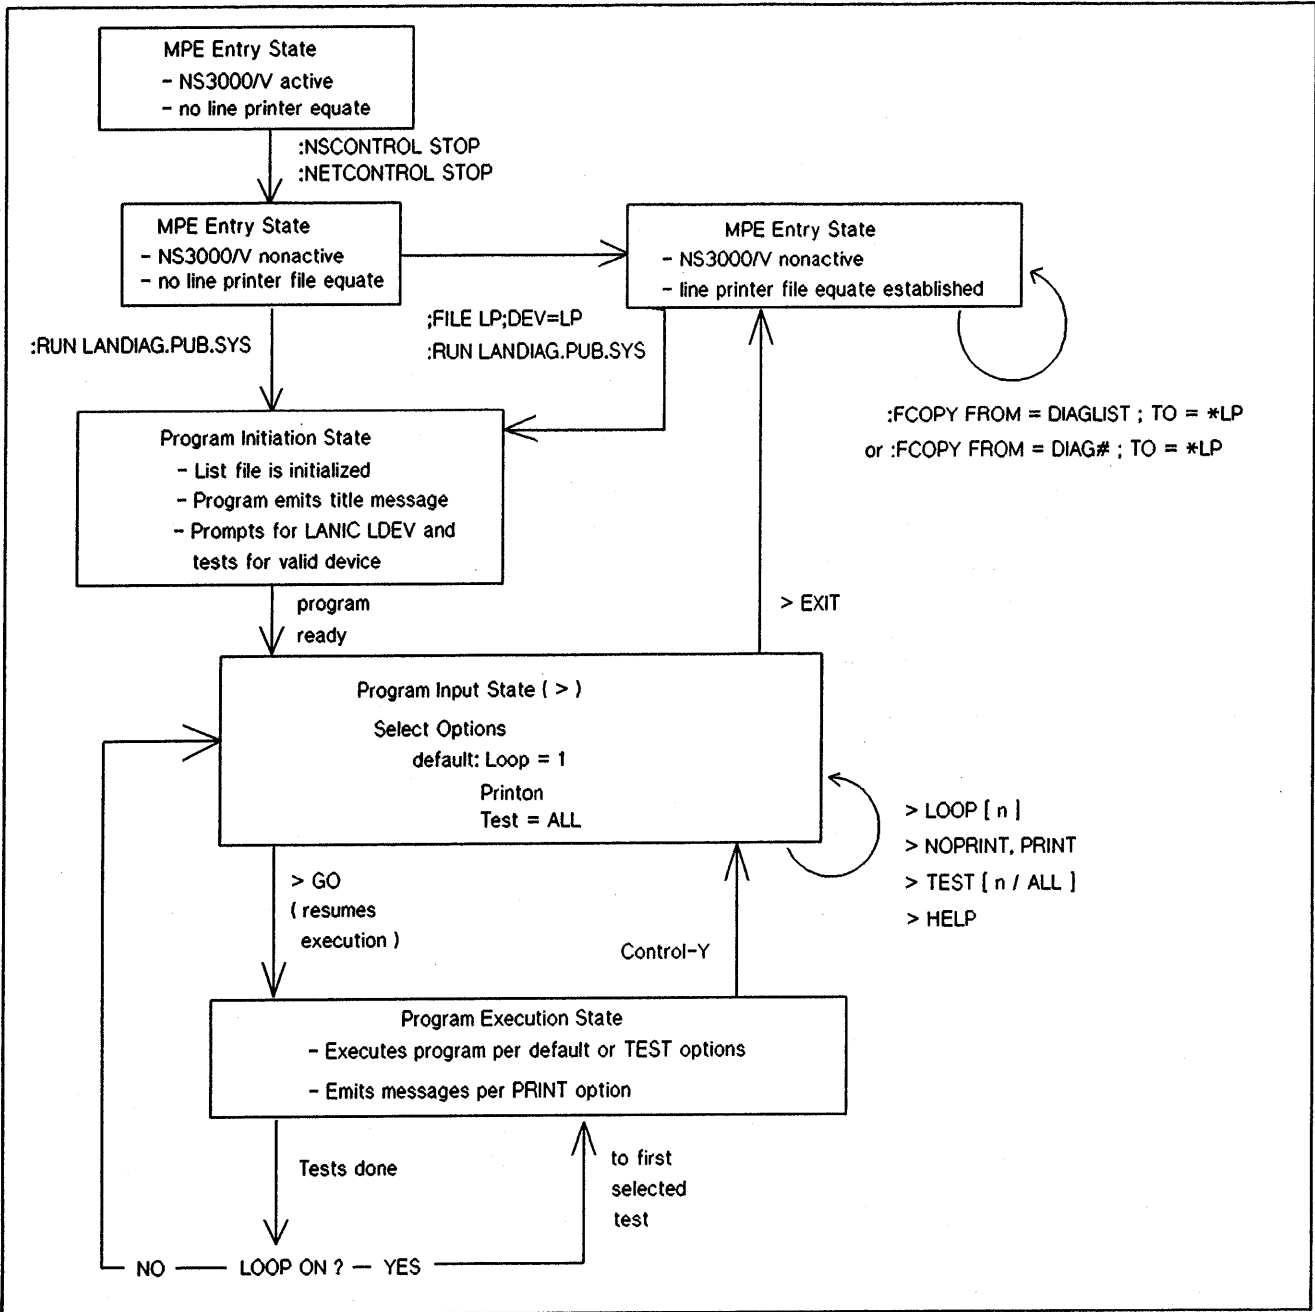 MPE Entry State
- NS3000/V active
- no line printer equate
:NSCONTROL STOP
:NETCONTROL STOP
MPE Entry State
- NS3000/V nonactive
- no line printer file equate
MPE Entry State
- NS3000/V nonactive
- line printer file equate established
:RUN LANDIAG.PUB.SYS
;FILE LP;DEV=LP
:RUN LANDIAG.PUB.SYS
:FCOPY FROM = DIAGLIST ; TO = *LP
or :FCOPY FROM = DIAG# ; TO = *LP
Program Initiation State
- List file is initialized
- Program emits title message
- Prompts for LANIC LDEV and
tests for valid device
program
ready
> EXIT
Program Input State ( > )
Select Options
default: Loop = 1
Printon
Test = ALL
> LOOP [ n ]
> NOPRINT, PRINT
> TEST [ n / ALL ]
> HELP
> GO
( resumes
execution )
Control-Y
Program Execution State
- Executes program per default or TEST options
- Emits messages per PRINT option
Tests done
to first
selected
test
NO LOOP ON ? YES